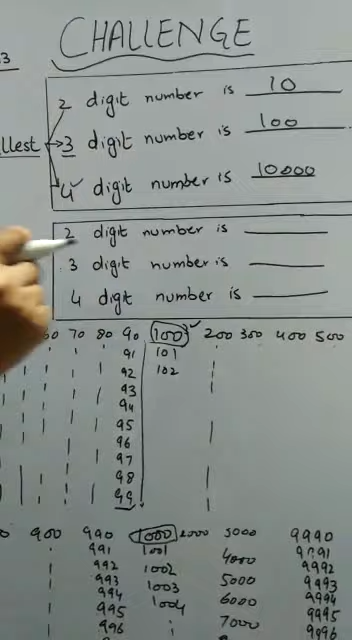 CHALLENGE
3
2 digit number is 10
llest 3 digit number is 100
4 digit number is 10000
2 digit number is
3 digit number is
4 digit number is
60 70 80 90 100 200 300 400 500
91 101
92 102
93
94
95
96
97
98
99
900 990 1000 2000 3000 9990
991 1001 4000 9991
992 1002 5000 9992
993 1003 6000 9993
994 1004 7000 9994
995 9995
996 9996